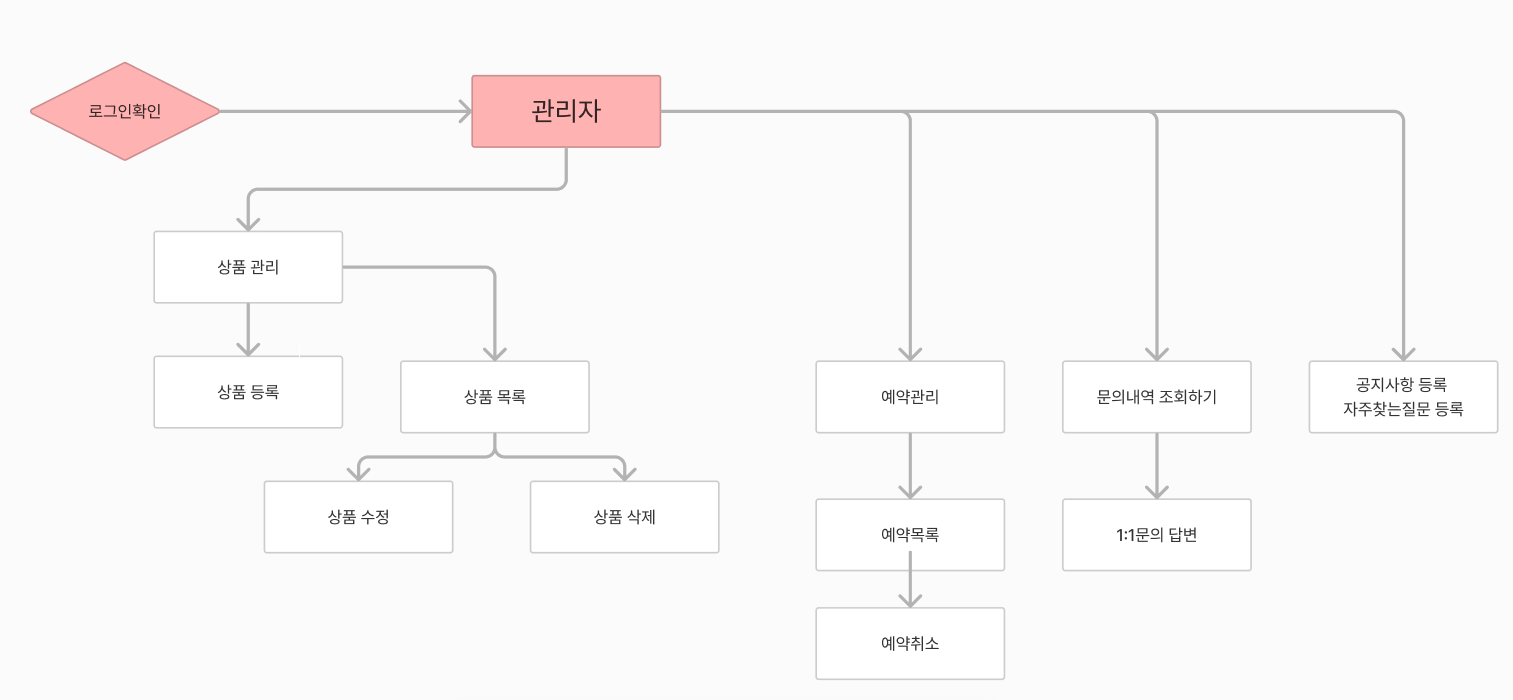 로그인확인
관리자
상품 관리
상품 등록
상품 목록
예약관리
문의내역 조회하기
공지사항 등록
자주찾는질문 등록
상품 수정
상품 삭제
예약목록
1:1문의 답변
예약취소